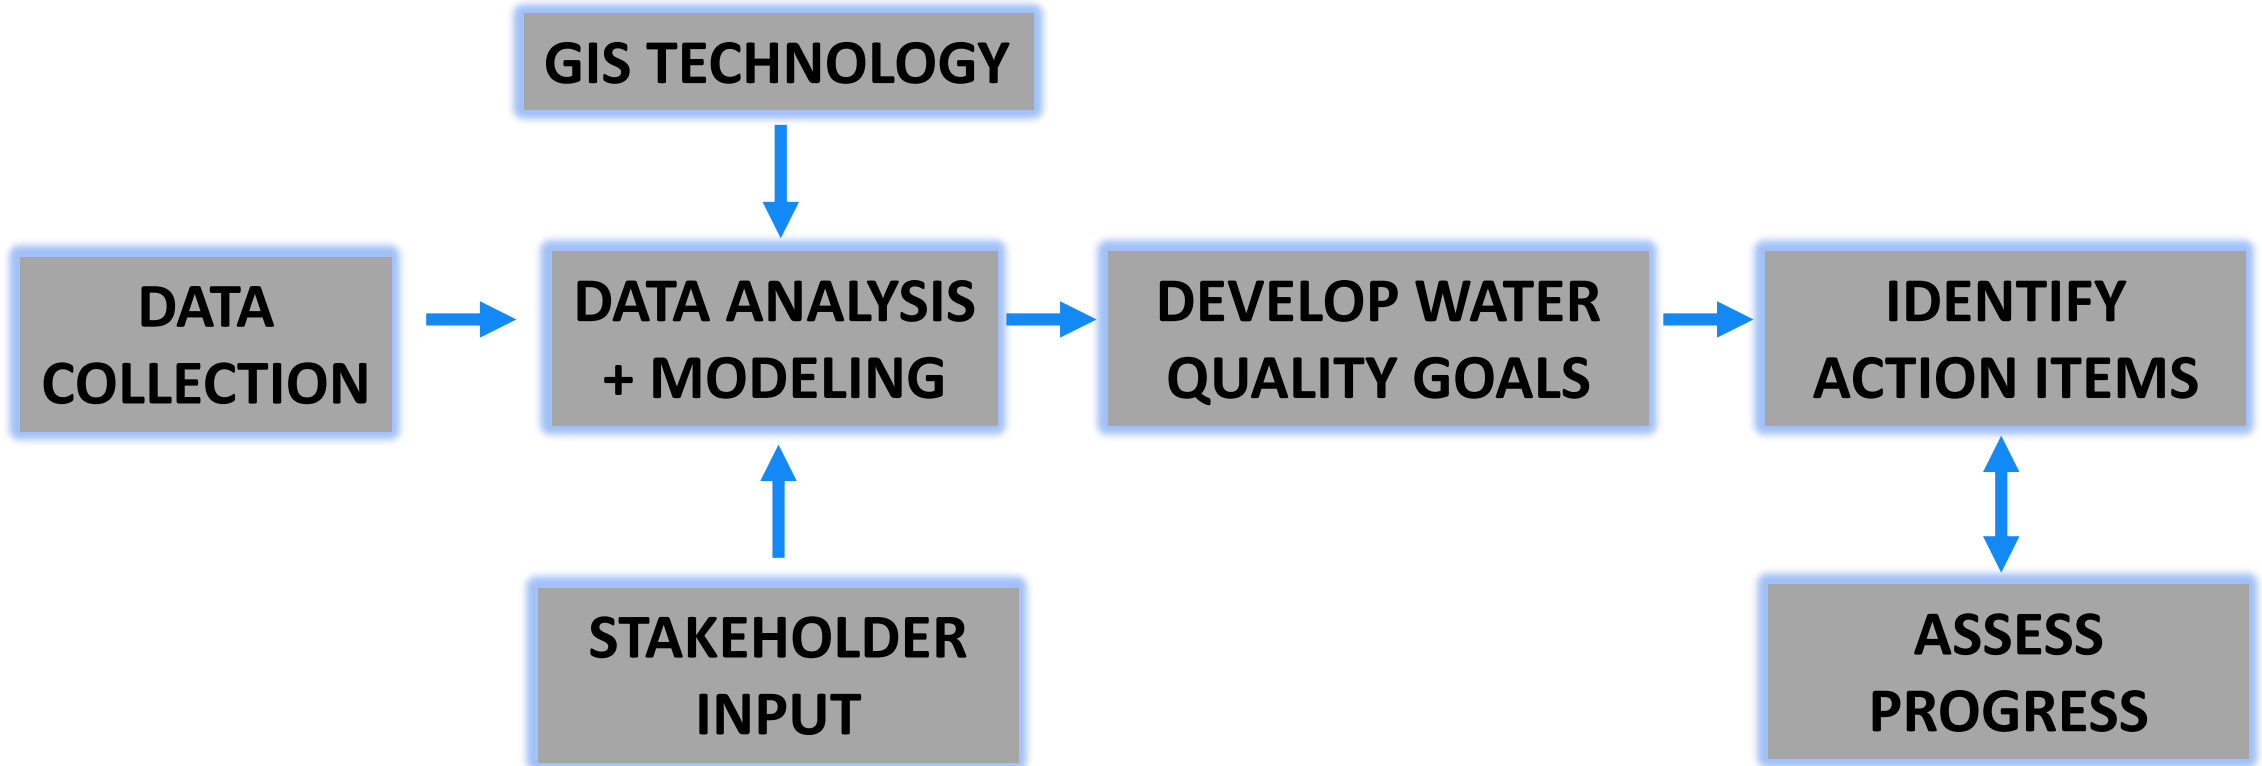 GIS TECHNOLOGY
DATA
COLLECTION
DATA ANALYSIS
+ MODELING
DEVELOP WATER
QUALITY GOALS
IDENTIFY
ACTION ITEMS
STAKEHOLDER
INPUT
ASSESS
PROGRESS